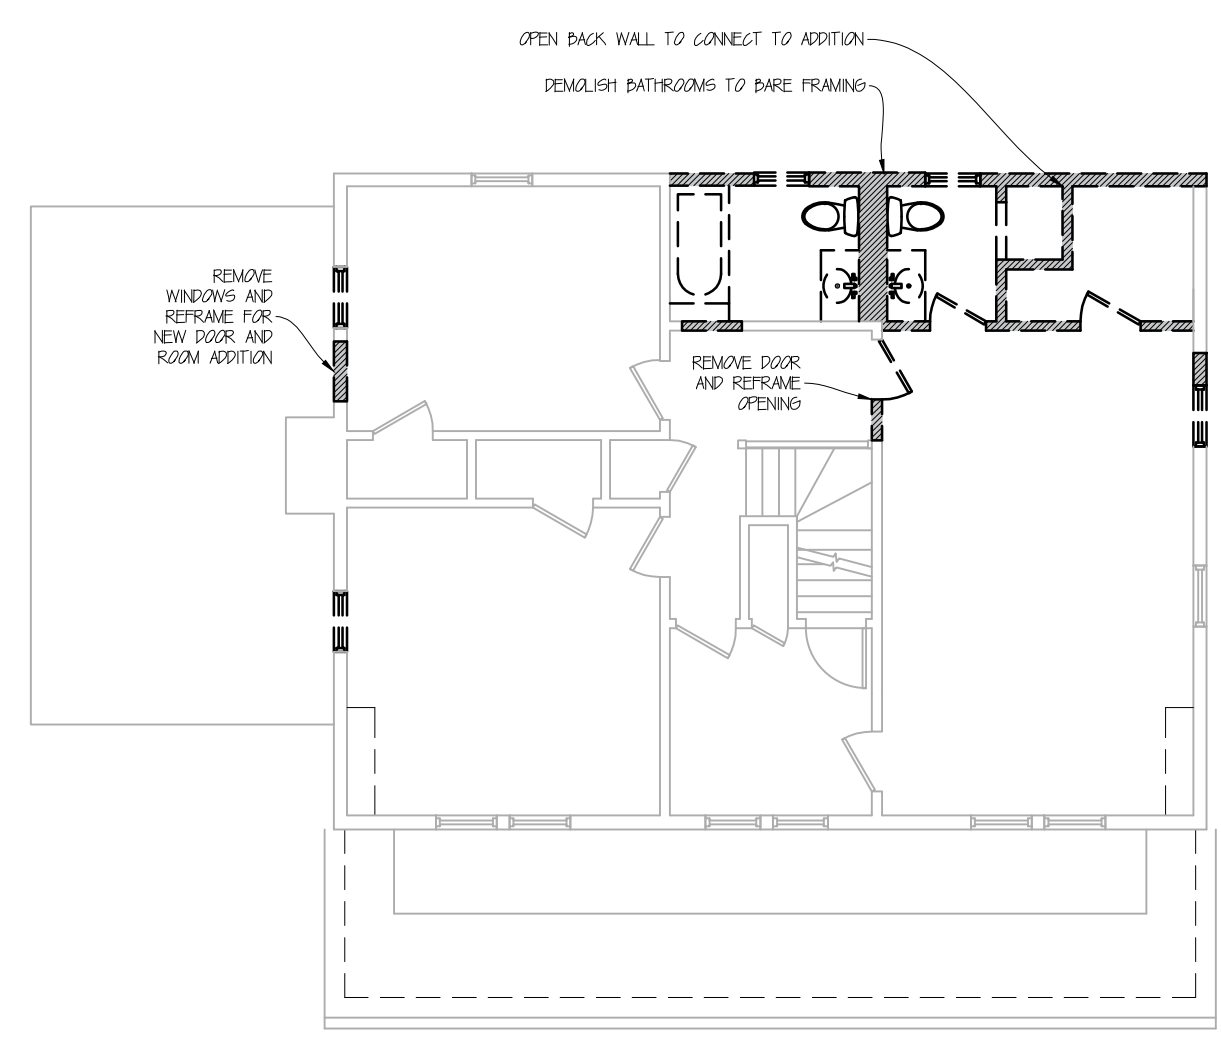 OPEN BACK WALL TO CONNECT TO ADDITION
DEMOLISH BATHROOMS TO BARE FRAMING
REMOVE
WINDOWS AND
REFRAME FOR
NEW DOOR AND
ROOM ADDITION
REMOVE DOOR
AND REFRAME
OPENING